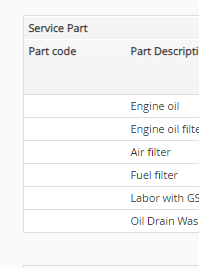 Service Part
Part code Part Descripti
Engine oil
Engine oil filte
Air filter
Fuel filter
Labor with GS
Oil Drain Was